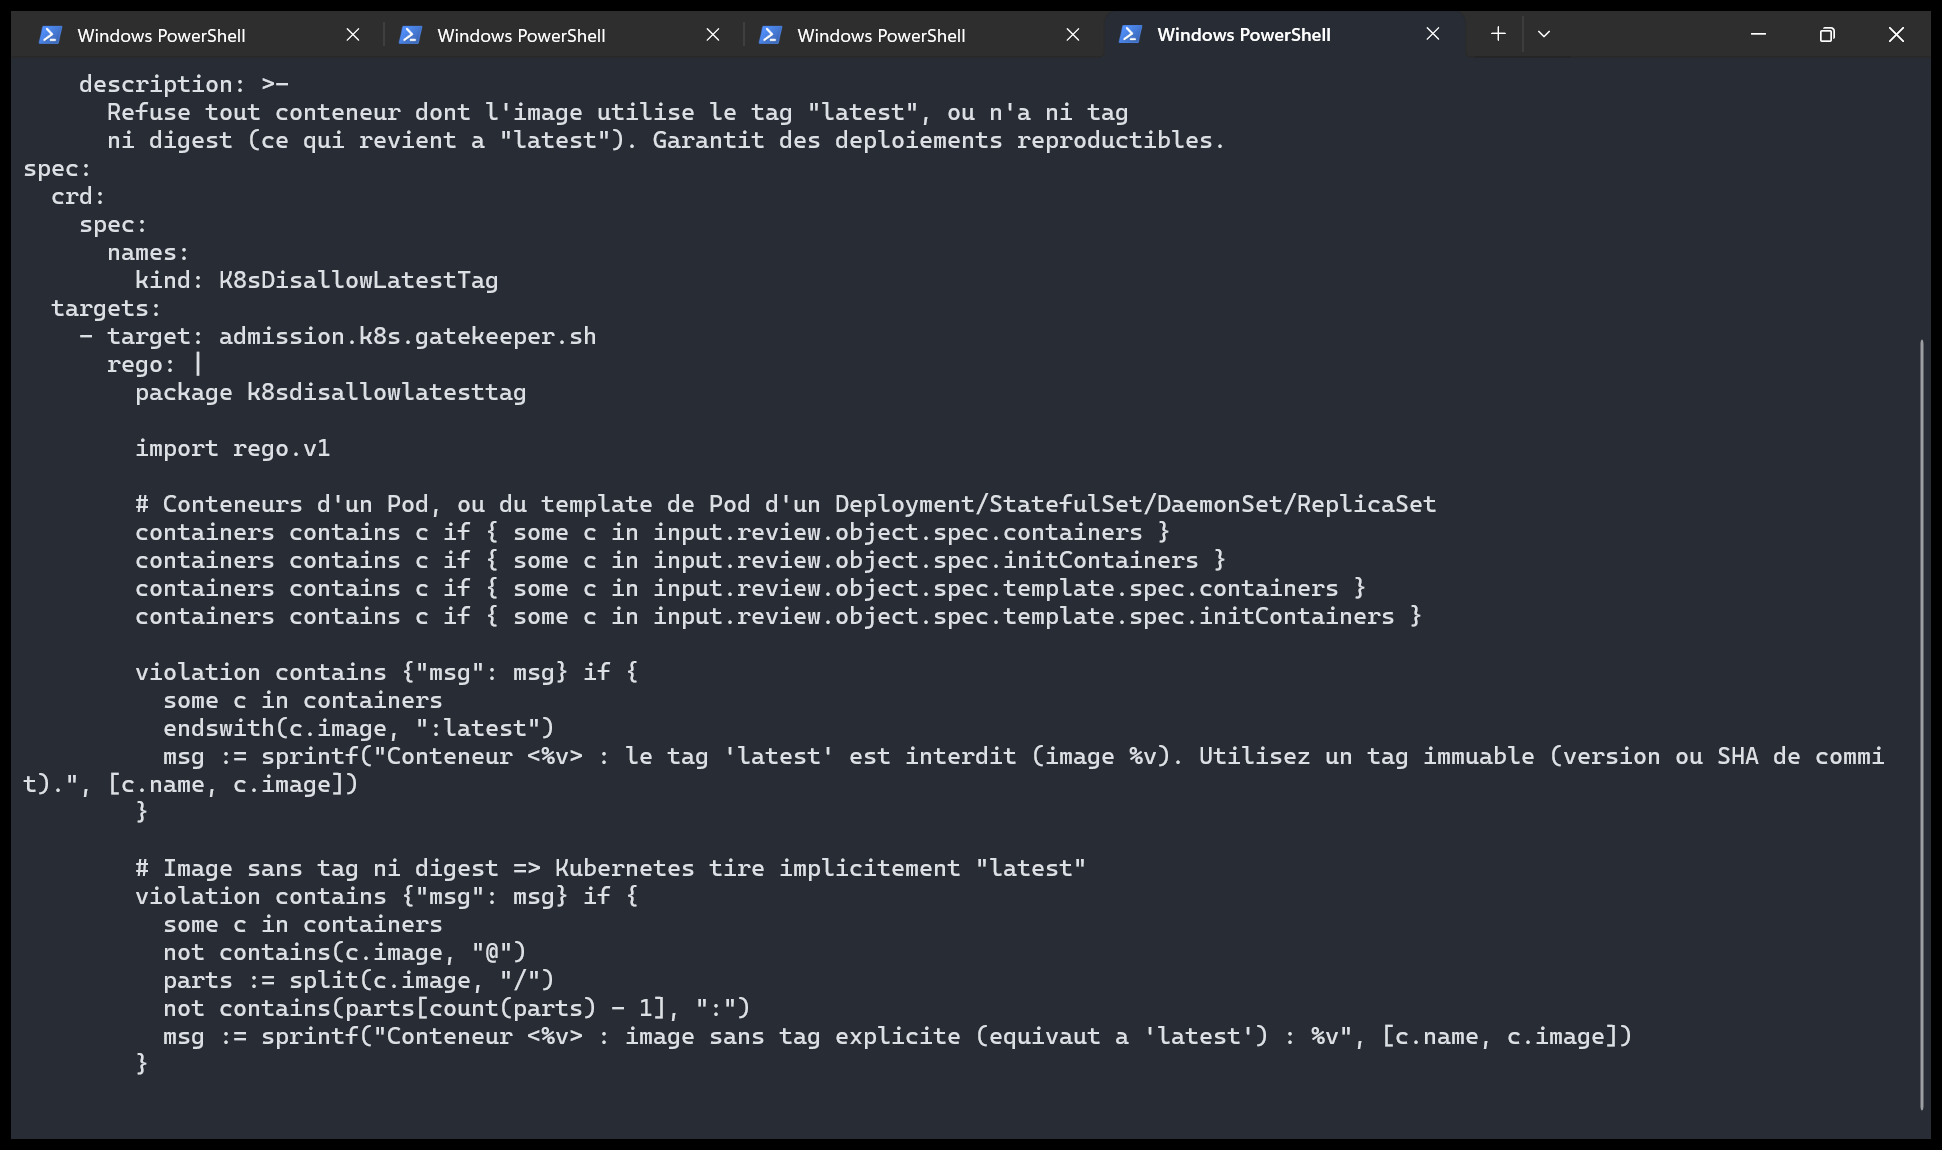 Windows PowerShell Windows PowerShell Windows PowerShell Windows PowerShell
    description: >-
      Refuse tout conteneur dont l'image utilise le tag "latest", ou n'a ni tag
      ni digest (ce qui revient a "latest"). Garantit des deploiements reproductibles.
spec:
  crd:
    spec:
      names:
        kind: K8sDisallowLatestTag
  targets:
    - target: admission.k8s.gatekeeper.sh
      rego: |
        package k8sdisallowlatesttag

        import rego.v1

        # Conteneurs d'un Pod, ou du template de Pod d'un Deployment/StatefulSet/DaemonSet/ReplicaSet
        containers contains c if { some c in input.review.object.spec.containers }
        containers contains c if { some c in input.review.object.spec.initContainers }
        containers contains c if { some c in input.review.object.spec.template.spec.containers }
        containers contains c if { some c in input.review.object.spec.template.spec.initContainers }

        violation contains {"msg": msg} if {
          some c in containers
          endswith(c.image, ":latest")
          msg := sprintf("Conteneur <%v> : le tag 'latest' est interdit (image %v). Utilisez un tag immuable (version ou SHA de commi
t).", [c.name, c.image])
        }

        # Image sans tag ni digest => Kubernetes tire implicitement "latest"
        violation contains {"msg": msg} if {
          some c in containers
          not contains(c.image, "@")
          parts := split(c.image, "/")
          not contains(parts[count(parts) - 1], ":")
          msg := sprintf("Conteneur <%v> : image sans tag explicite (equivaut a 'latest') : %v", [c.name, c.image])
        }